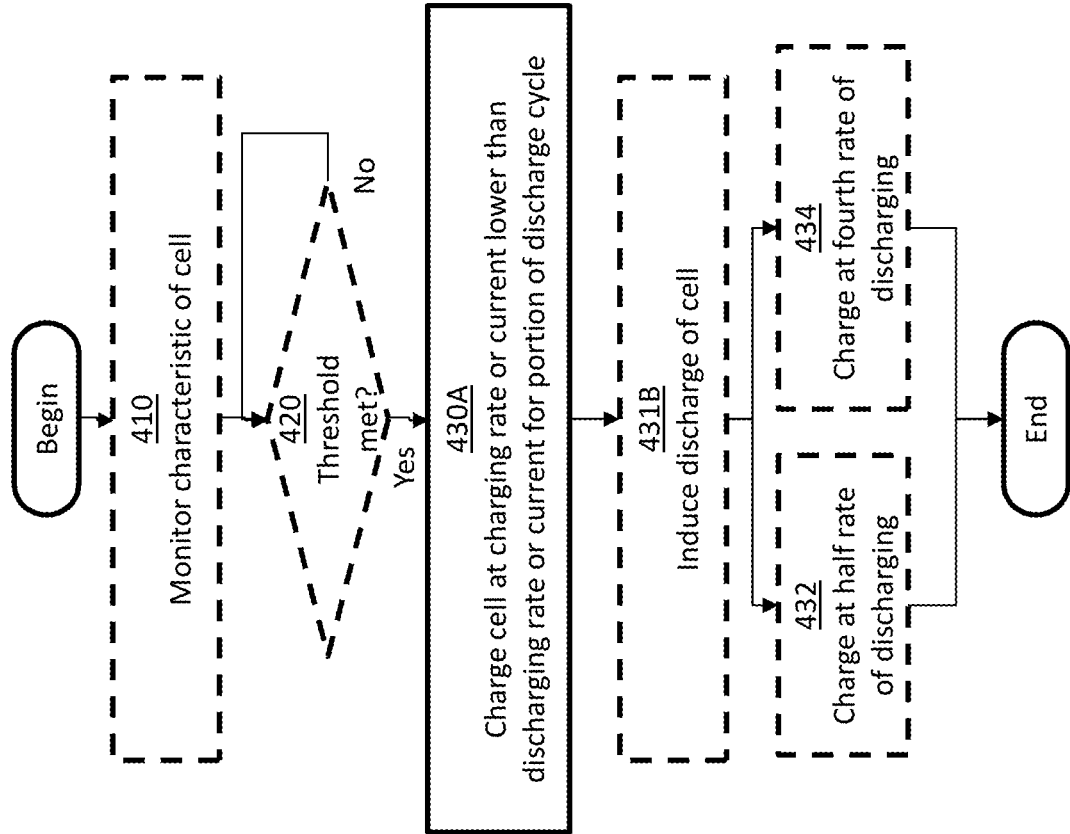 Begin
410
Monitor characteristic of cell
420
Threshold
met?
No
Yes
430A
Charge cell at charging rate or current lower than
discharging rate or current for portion of discharge cycle
431B
Induce discharge of cell
432
Charge at half rate
of discharging
434
Charge at fourth rate of
discharging
End